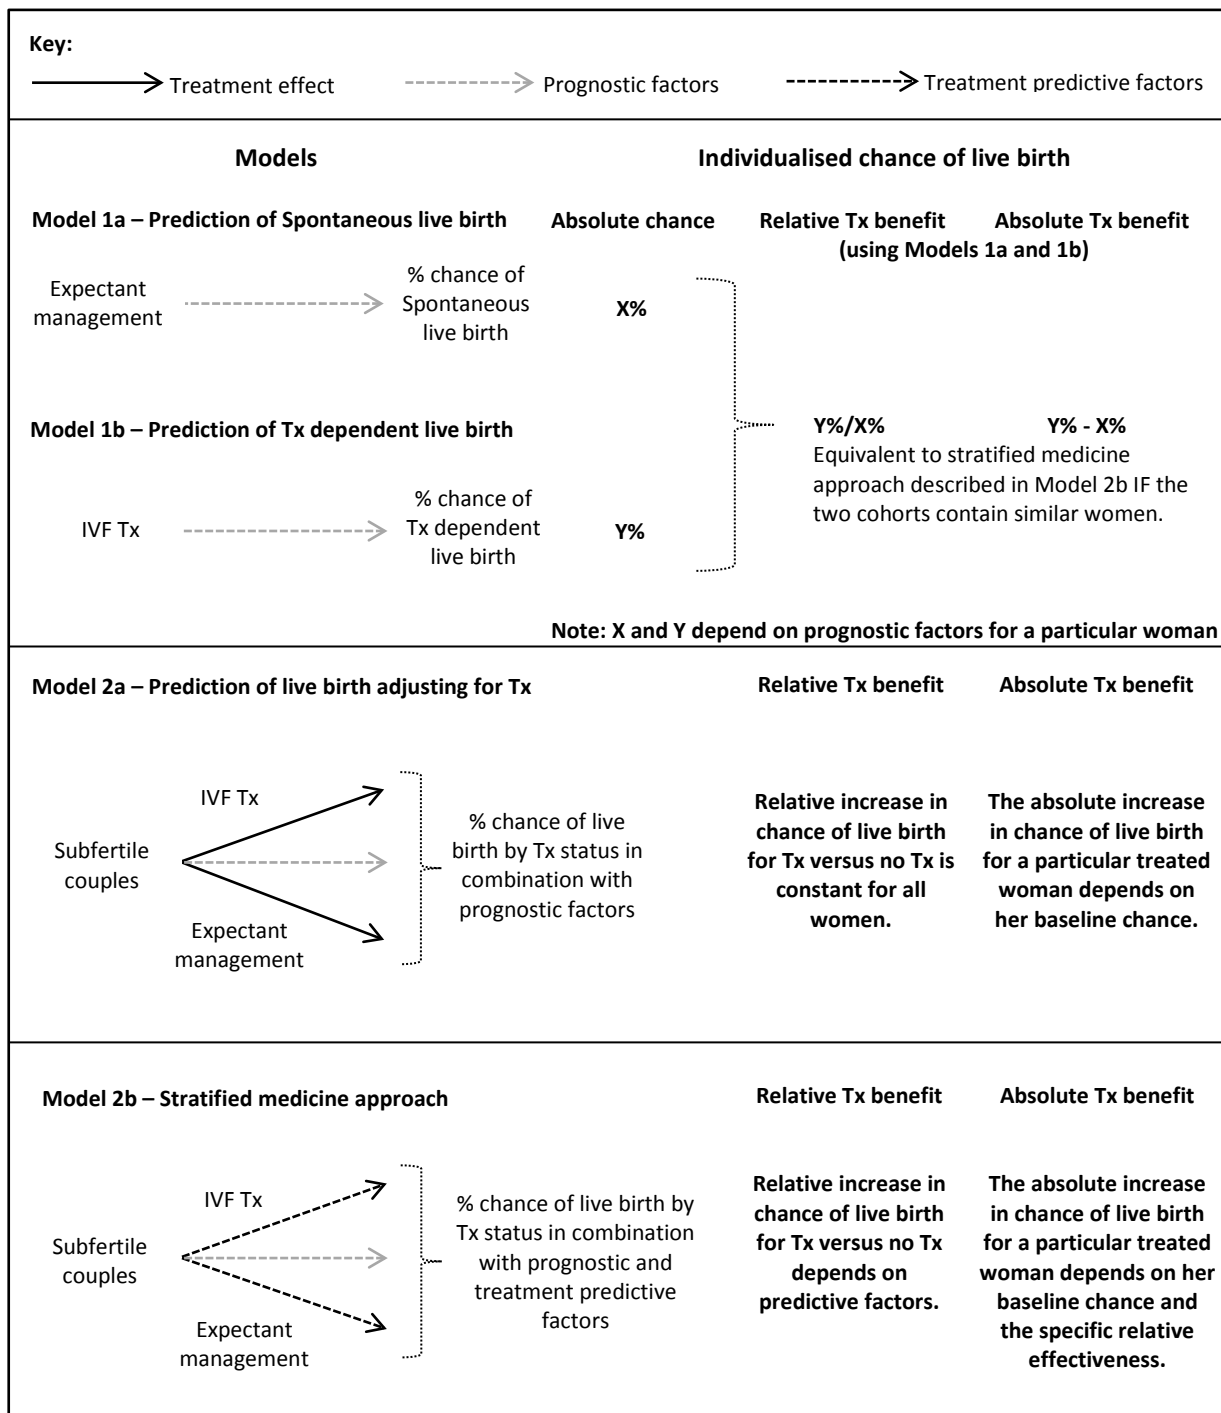 Key:
Treatment effect
Prognostic factors
Treatment predictive factors
Models
Individualised chance of live birth
Model 1a – Prediction of Spontaneous live birth
Absolute chance
Relative Tx benefit
Absolute Tx benefit
(using Models 1a and 1b)
Expectant
management
% chance of
Spontaneous
live birth
X%
Model 1b – Prediction of Tx dependent live birth
IVF Tx
% chance of
Tx dependent
live birth
Y%
Y%/X%
Y% - X%
Equivalent to stratified medicine
approach described in Model 2b IF the
two cohorts contain similar women.
Note: X and Y depend on prognostic factors for a particular woman
Model 2a – Prediction of live birth adjusting for Tx
Relative Tx benefit
Absolute Tx benefit
IVF Tx
Subfertile
couples
Expectant
management
% chance of live
birth by Tx status in
combination with
prognostic factors
Relative increase in
chance of live birth
for Tx versus no Tx is
constant for all
women.
The absolute increase
in chance of live birth
for a particular treated
woman depends on
her baseline chance.
Model 2b – Stratified medicine approach
Relative Tx benefit
Absolute Tx benefit
IVF Tx
Subfertile
couples
Expectant
management
% chance of live birth by
Tx status in combination
with prognostic and
treatment predictive
factors
Relative increase in
chance of live birth
for Tx versus no Tx
depends on
predictive factors.
The absolute increase
in chance of live birth
for a particular treated
woman depends on her
baseline chance and
the specific relative
effectiveness.